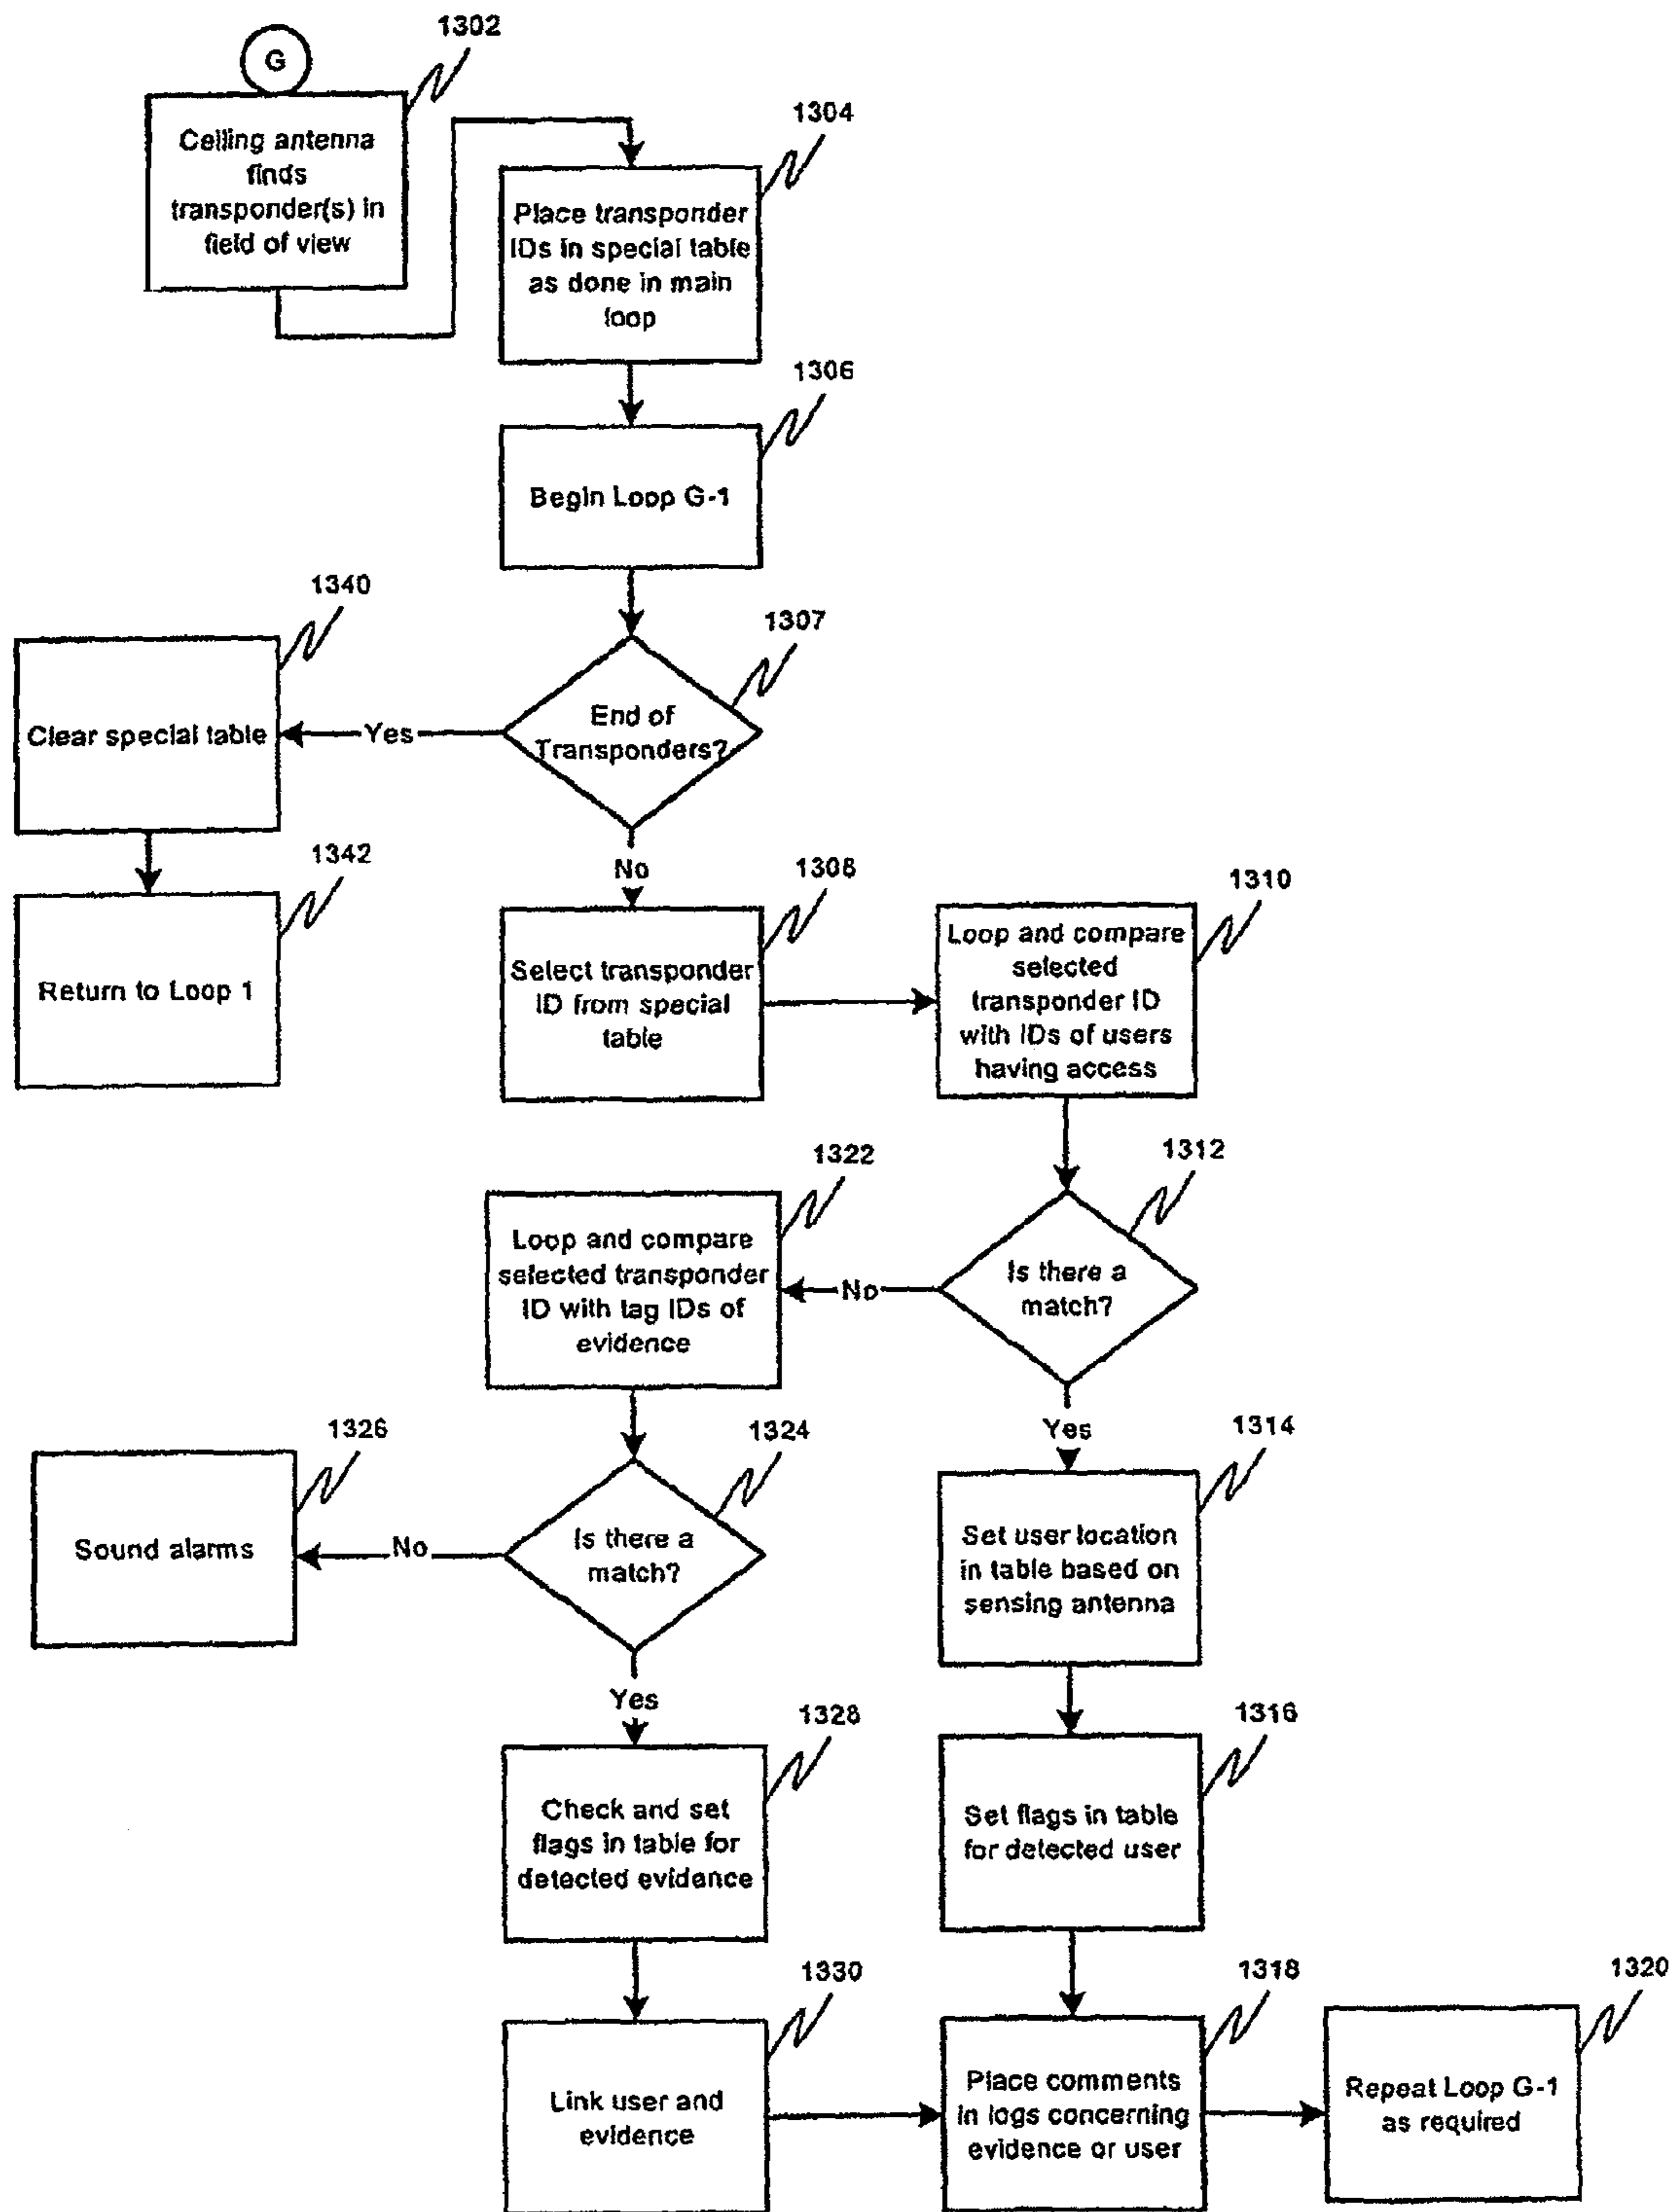 1302
G
Ceiling antenna
finds
transponder(s) in
field of view
1304
Place transponder
IDs in special table
as done in main
loop
1306
Begin Loop G-1
1340
Clear special table
1307
End of
Transponders?
Yes
No
1342
Return to Loop 1
1308
Select transponder
ID from special
table
1310
Loop and compare
selected
transponder ID
with IDs of users
having access
1312
Is there a
match?
No
Yes
1322
Loop and compare
selected transponder
ID with tag IDs of
evidence
1324
Is there a
match?
No
Yes
1326
Sound alarms
1314
Set user location
in table based on
sensing antenna
1328
Check and set
flags in table for
detected evidence
1316
Set flags in table
for detected user
1330
Link user and
evidence
1318
Place comments
in logs concerning
evidence or user
1320
Repeat Loop G-1
as required